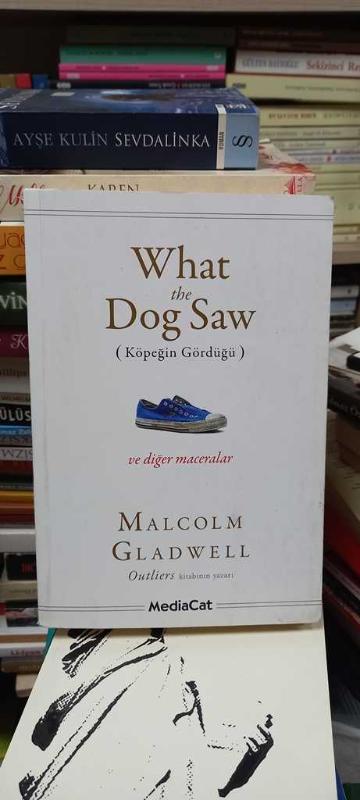 AYŞE KULİN SEVDALİNKA
ROMAN
KAREN
What
the
Dog Saw
( Köpeğin Gördüğü )
ve diğer maceralar
MALCOLM
GLADWELL
Outliers kitabının yazarı
MediaCat